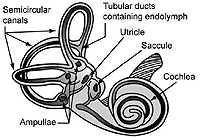 Semicircular
canals
Tubular ducts
containing endolymph
Utricle
Saccule
Cochlea
Ampullae